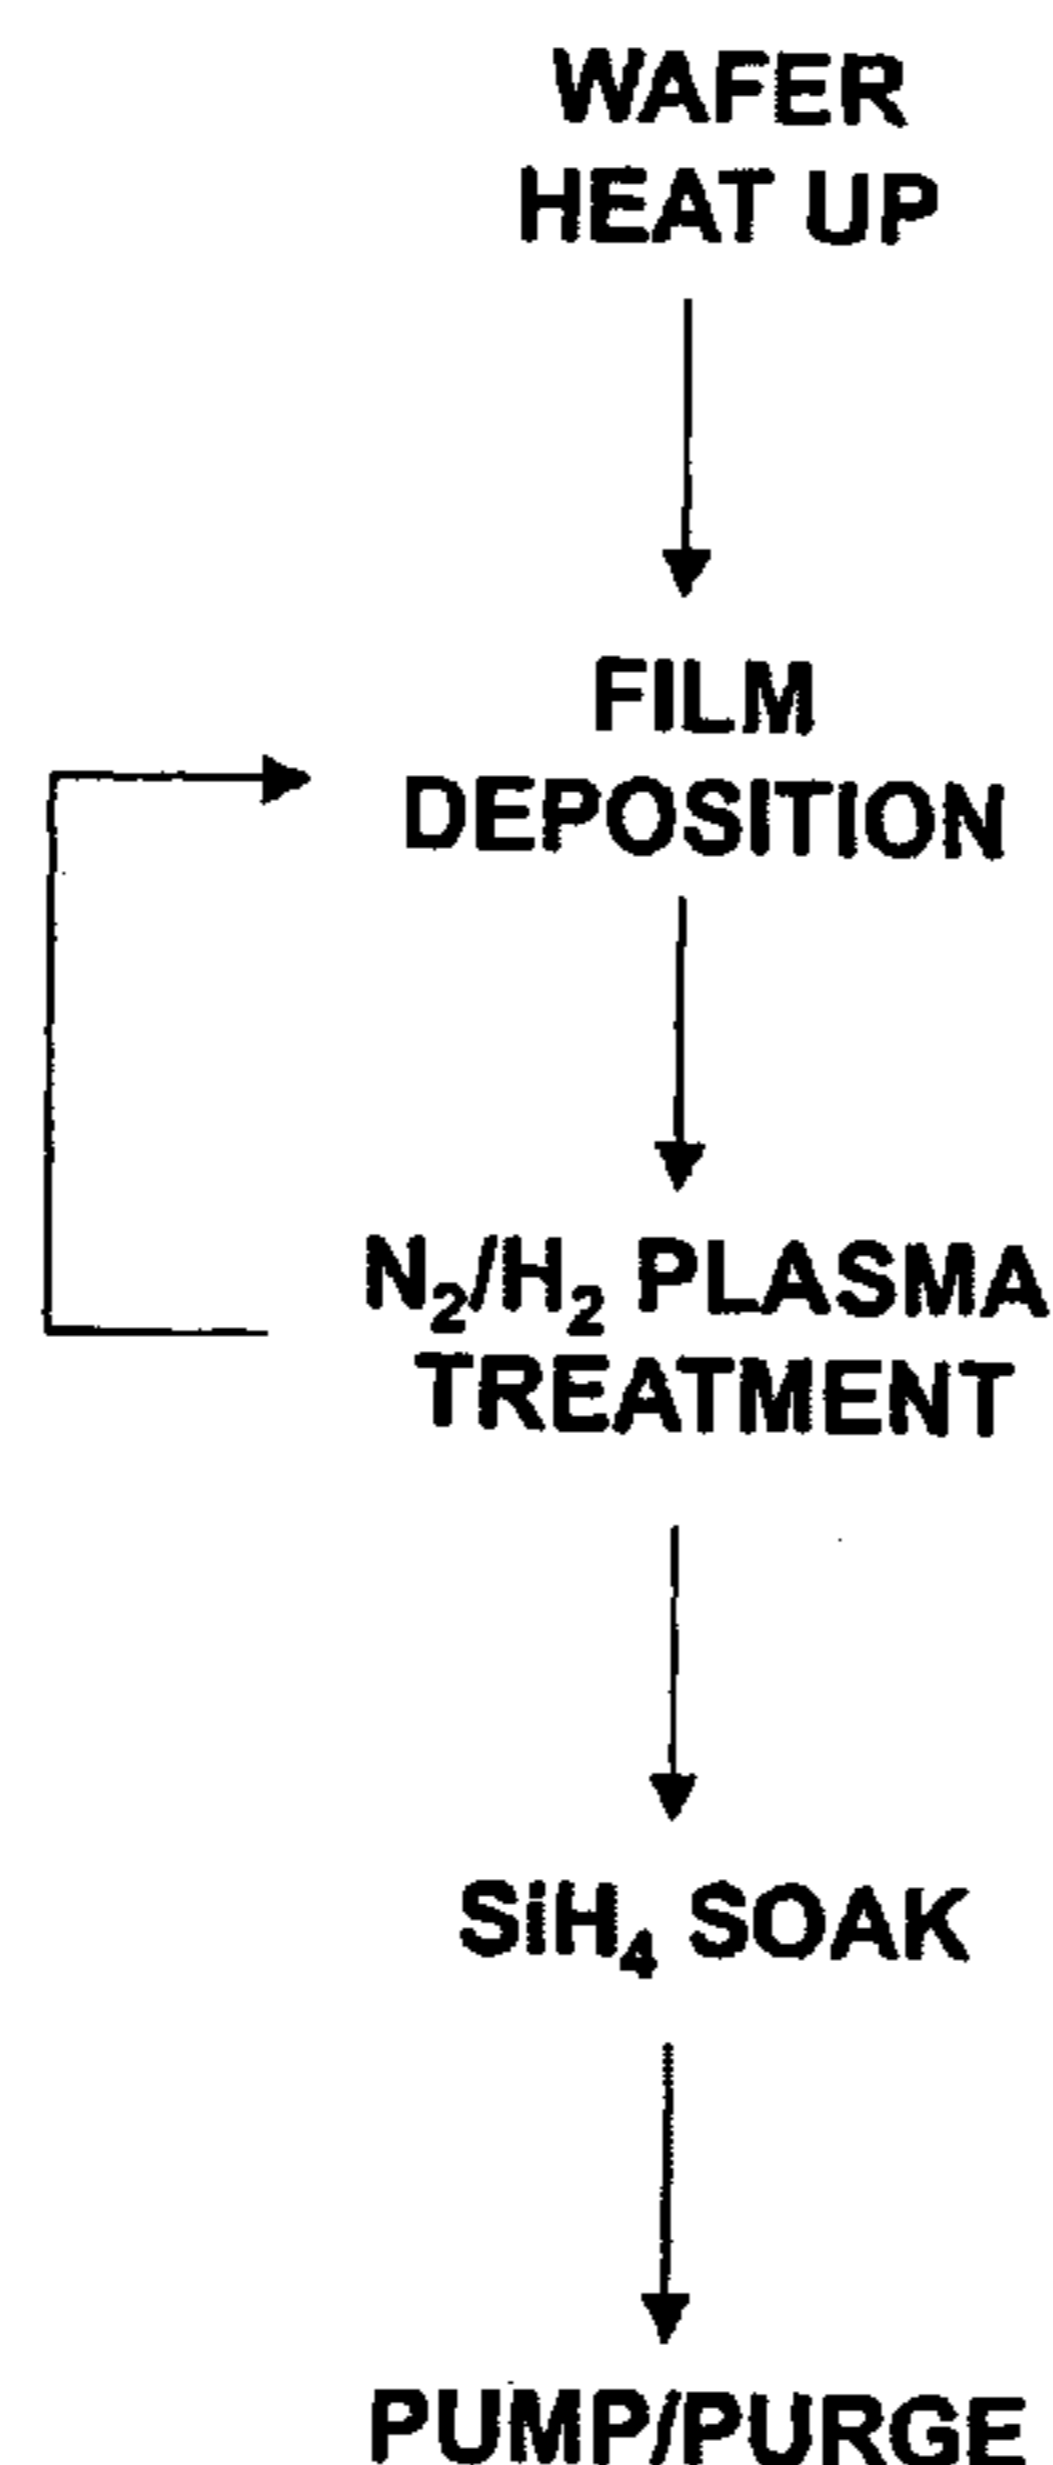 WAFER
HEAT UP
FILM
DEPOSITION
N₂/H₂ PLASMA
TREATMENT
SiH₄ SOAK
PUMP/PURGE